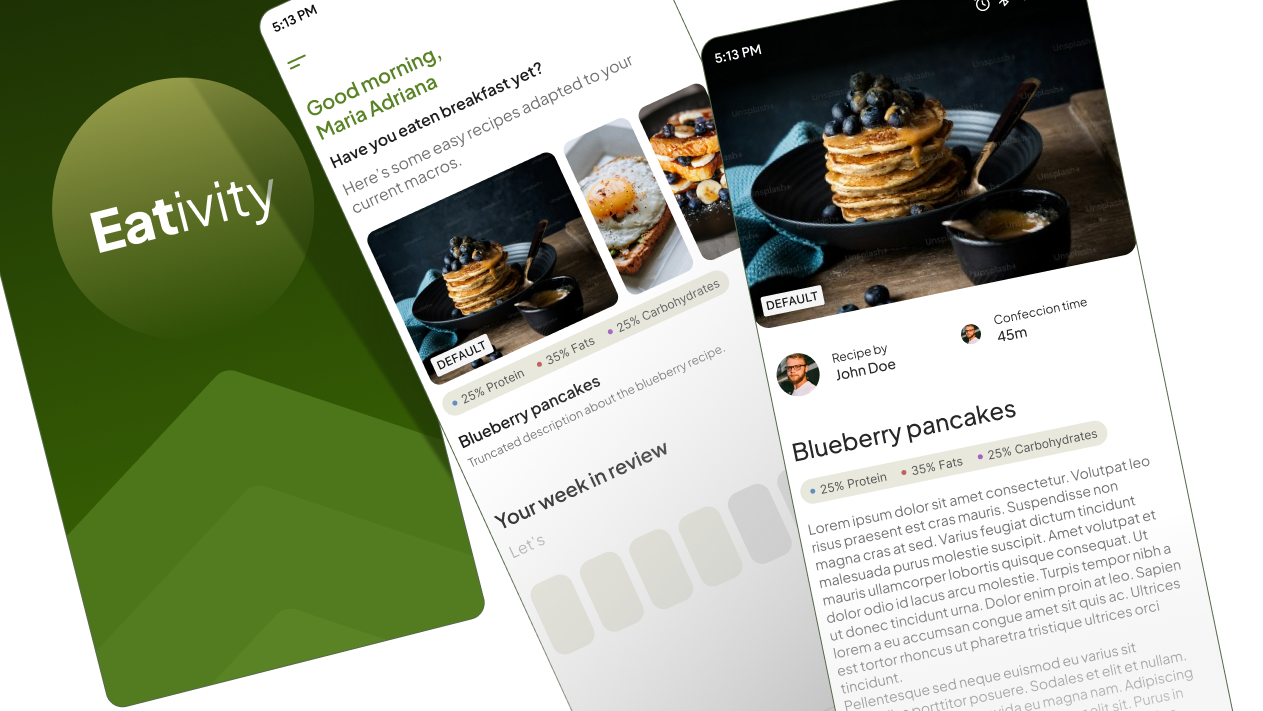 Eativity
5:13 PM
Good morning,
Maria Adriana
Have you eaten breakfast yet?
Here's some easy recipes adapted to your
current macros.
DEFAULT
25% Protein
35% Fats
25% Carbohydrates
Blueberry pancakes
Truncated description about the blueberry recipe.
Your week in review
Let's
5:13 PM
Unsplash+
Unsplash+
Unsplash+
Unsplash+
Unsplash+
DEFAULT
Recipe by
John Doe
Confeccion time
45m
Blueberry pancakes
25% Protein
35% Fats
25% Carbohydrates
Lorem ipsum dolor sit amet consectetur. Volutpat leo
risus praesent est cras mauris. Suspendisse non
magna cras at sed. Varius feugiat dictum tincidunt
malesuada purus molestie suscipit. Amet volutpat et
mauris ullamcorper lobortis quisque consequat. Ut
dolor odio id lacus arcu molestie. Turpis tempor nibh a
ut donec tincidunt urna. Dolor enim proin at leo. Sapien
lorem a eu accumsan congue amet sit quis ac. Ultrices
est tortor rhoncus ut pharetra tristique ultrices orci
tincidunt.
Pellentesque sed neque euismod eu varius sit
porttitor posuere. Sodales et elit et nullam.
eu magna nam. Adipiscing
elit sit. Purus in